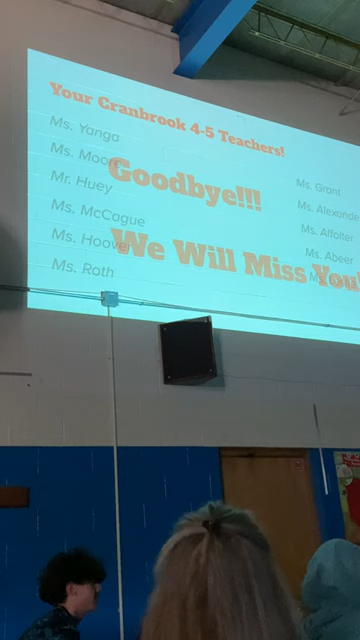 Your Cranbrook 4-5 Teachers!
Ms. Yanga
Ms. Moore
Mr. Huey
Ms. McCague
Ms. Hoover
Ms. Roth
Goodbye!!!
We Will Miss You!
Ms. Grant
Ms. Alexande
Ms. Alfolter
Ms. Abeer